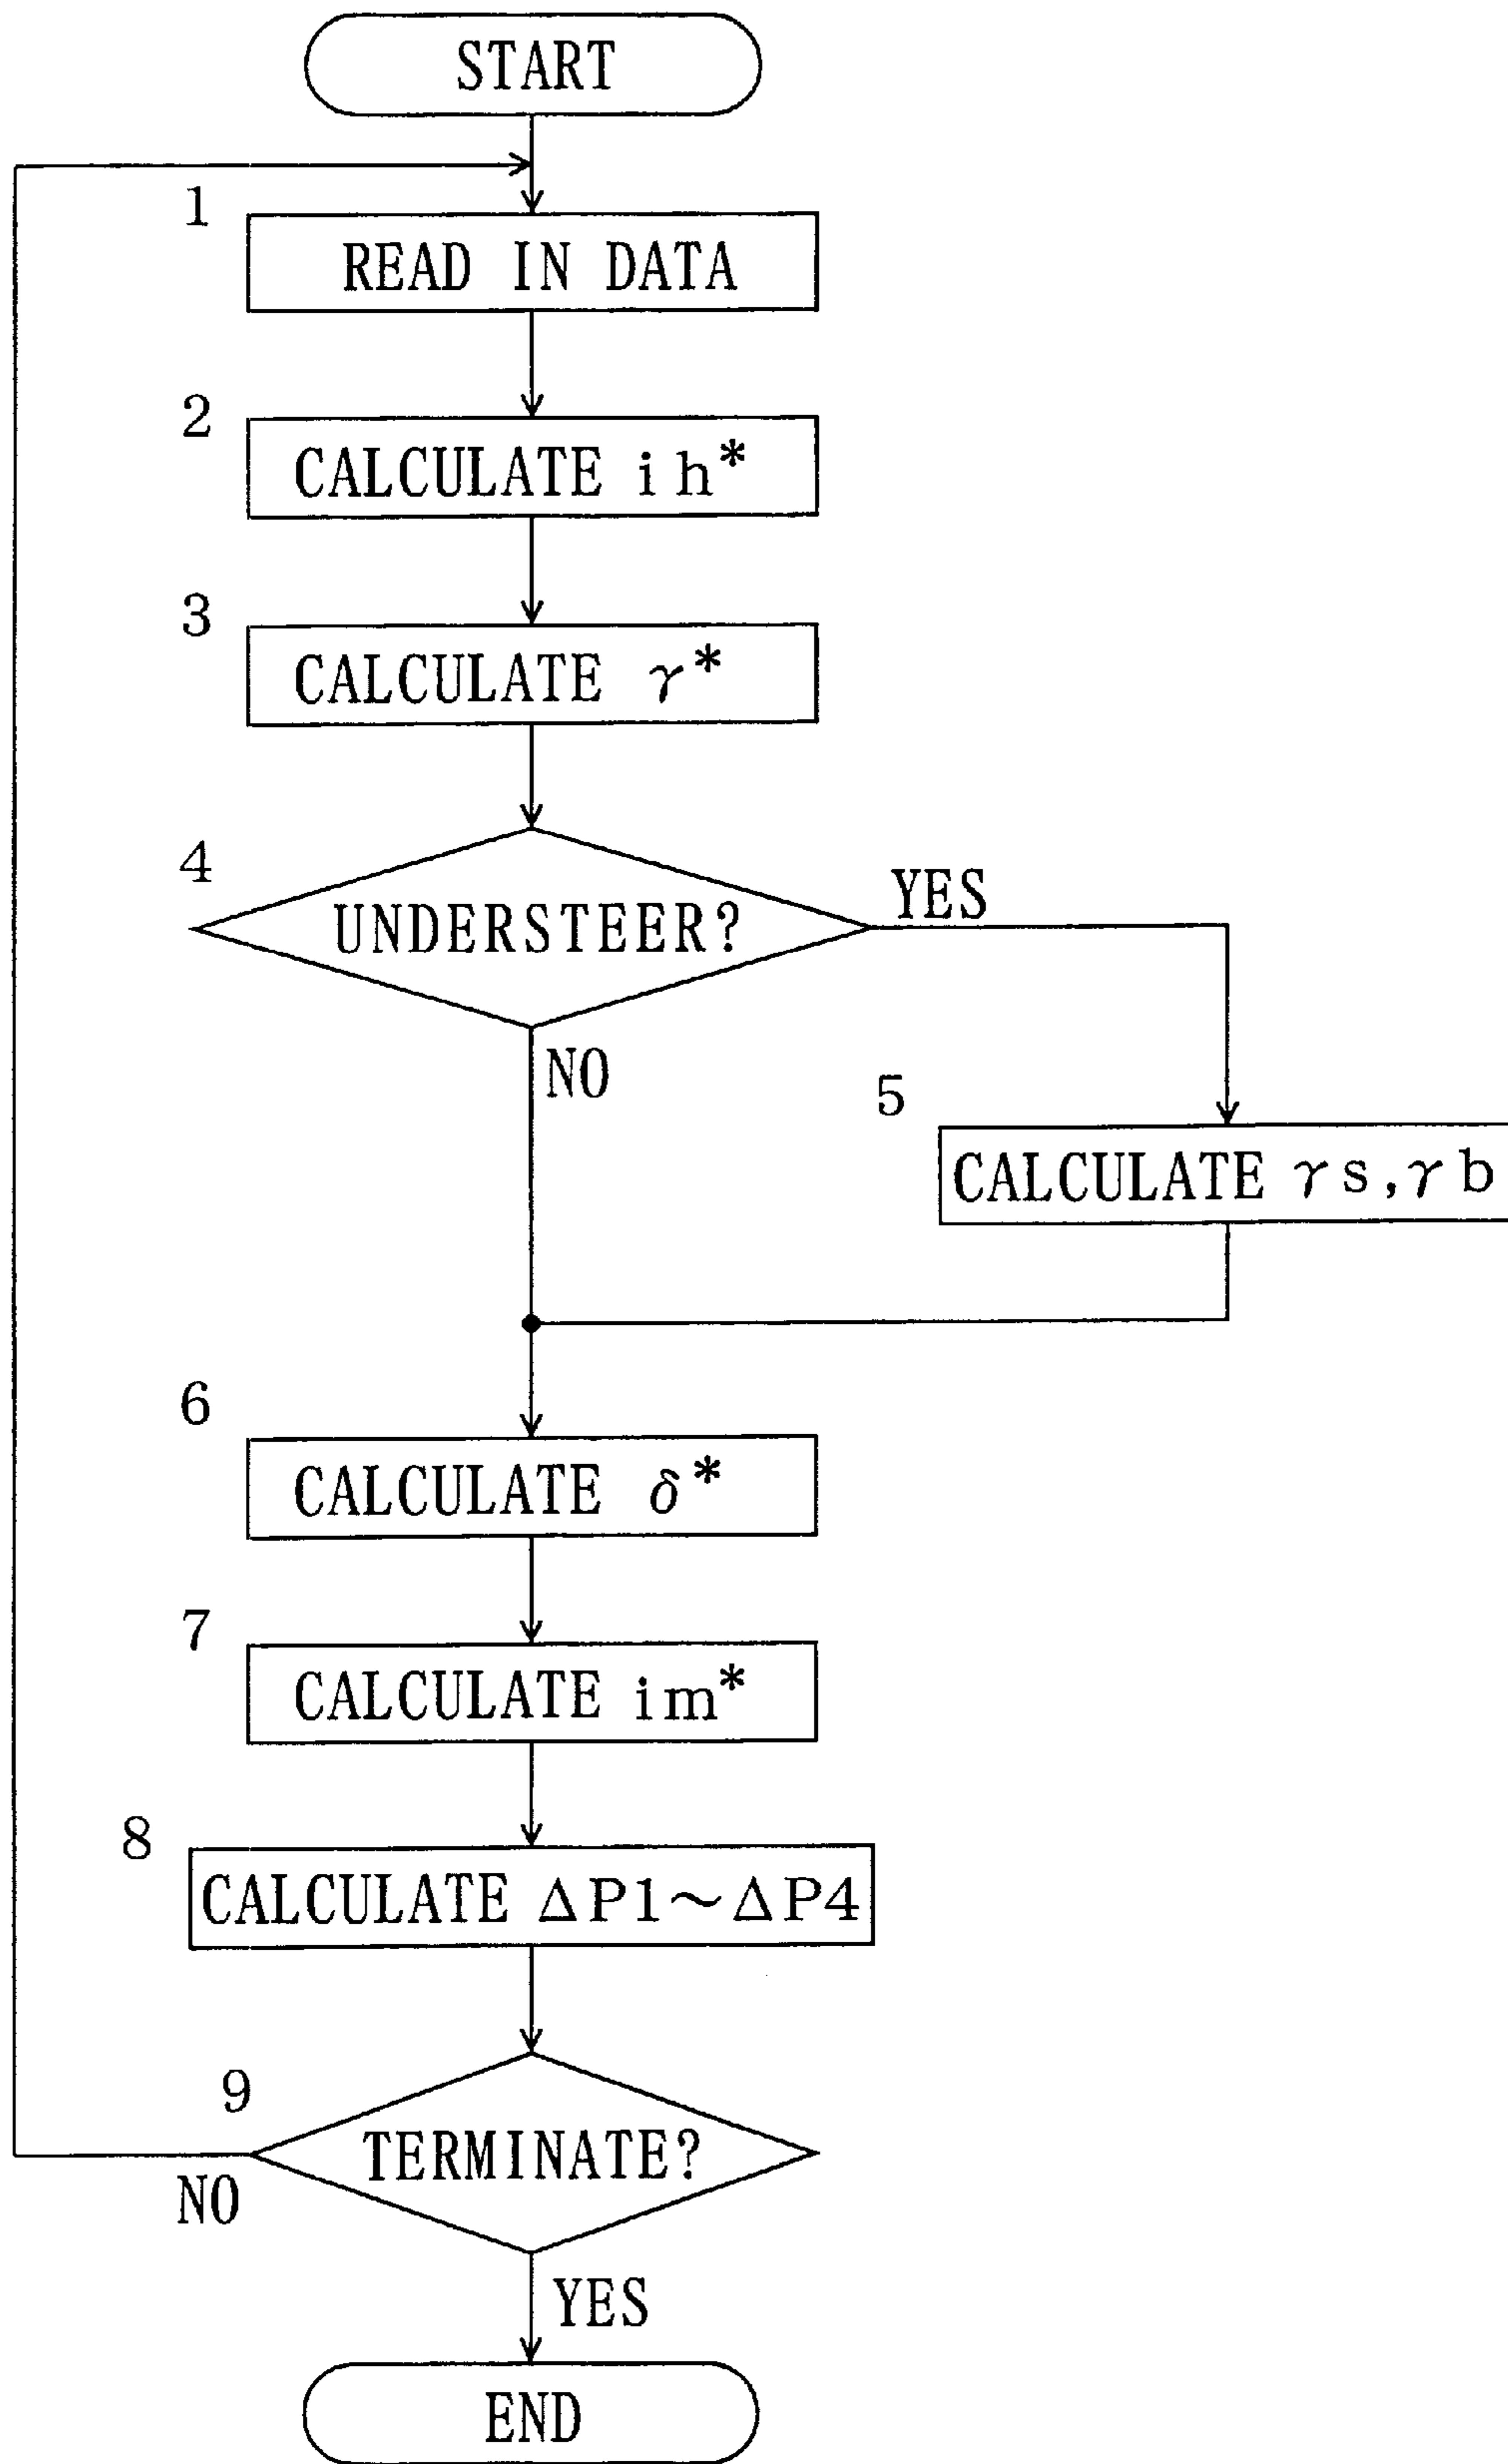 START
1
READ IN DATA
2
CALCULATE ih*
3
CALCULATE γ*
4
UNDERSTEER?
YES
NO
5
CALCULATE γs,γb
6
CALCULATE δ*
7
CALCULATE im*
8
CALCULATE ΔP1~ΔP4
9
TERMINATE?
NO
YES
END